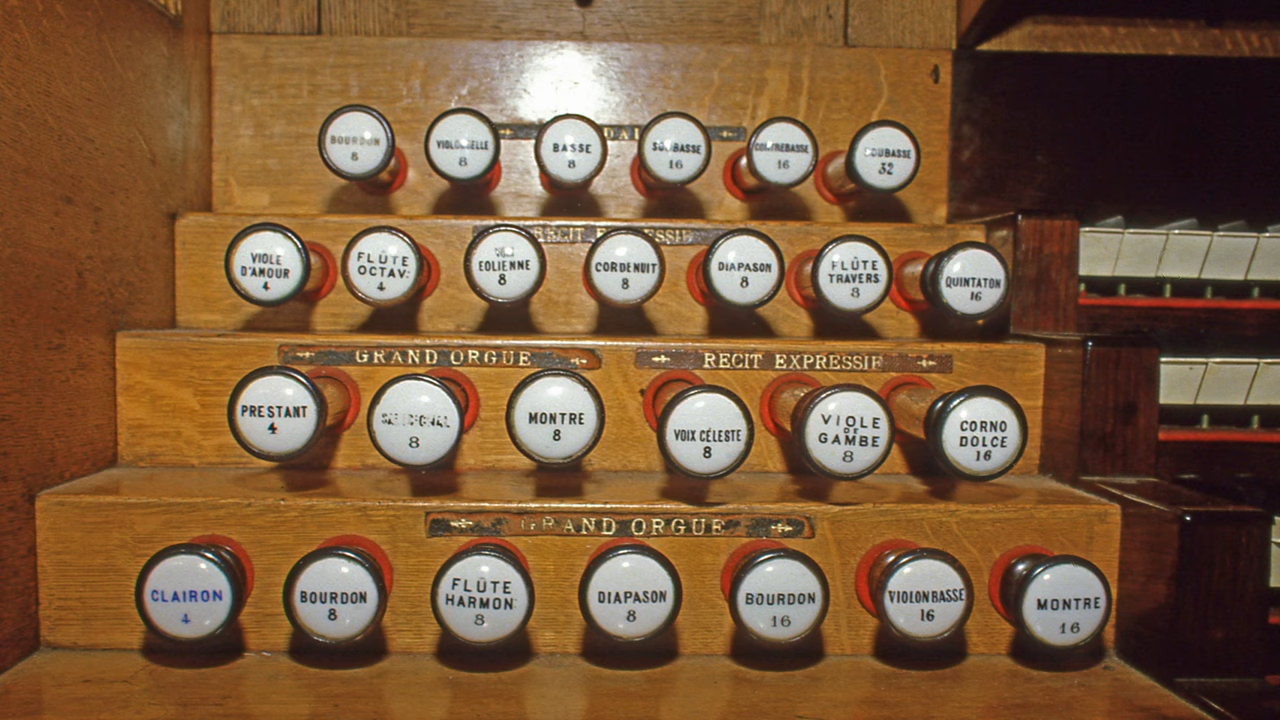 BOURDON
8
VIOLONCELLE
8
BASSE
8
SOUBASSE
16
CONTREBASSE
16
SOUBASSE
32
RECIT EXPRESSIF
VIOLE
D'AMOUR
4
FLÛTE
OCTAV:
4
EOLIENNE
8
CORDENUIT
8
DIAPASON
8
FLÛTE
TRAVERS
8
QUINTATON
16
GRAND ORGUE
RECIT EXPRESSIF
PRESTANT
4
8
MONTRE
8
VOIX CÉLESTE
8
VIOLE
DE
GAMBE
8
CORNO
DOLCE
16
GRAND ORGUE
CLAIRON
4
BOURDON
8
FLÛTE
HARMON:
8
DIAPASON
8
BOURDON
16
VIOLONBASSE
16
MONTRE
16